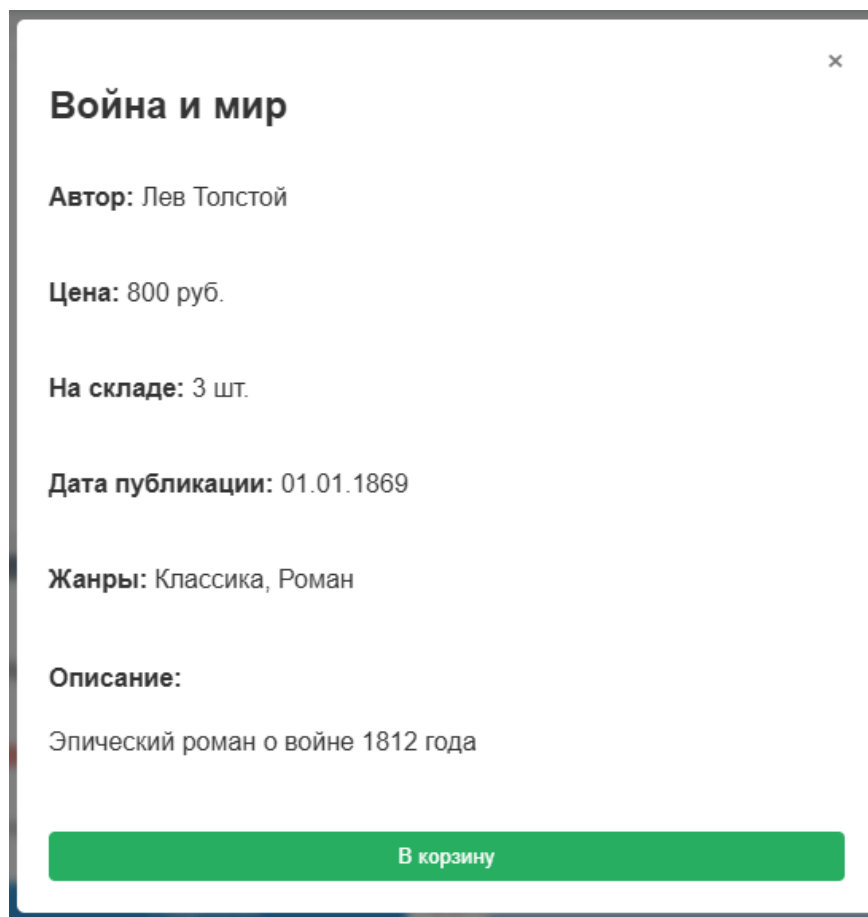 ×
Война и мир
Автор: Лев Толстой
Цена: 800 руб.
На складе: 3 шт.
Дата публикации: 01.01.1869
Жанры: Классика, Роман
Описание:
Эпический роман о войне 1812 года
В корзину